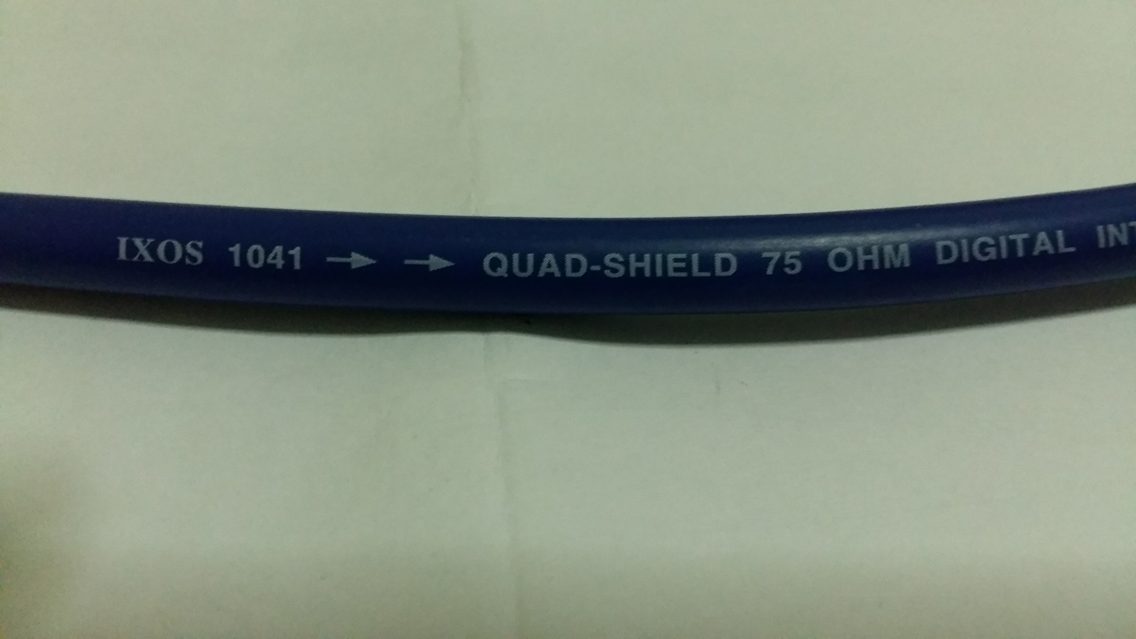 IXOS 1041 → → QUAD-SHIELD 75 OHM DIGITAL INT